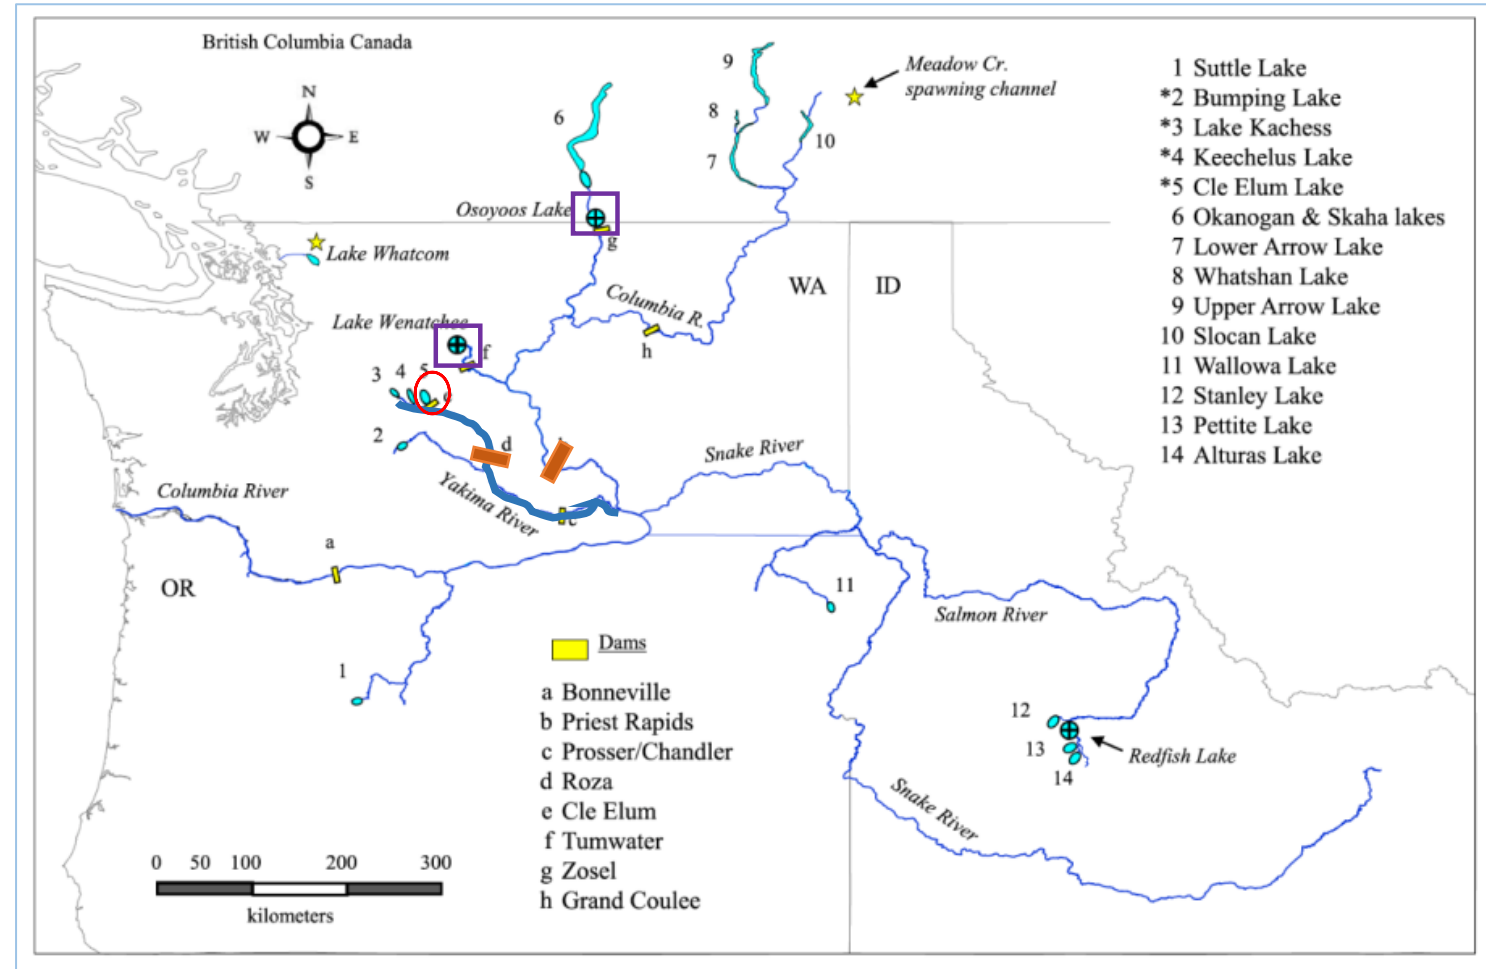 British Columbia Canada
N
W E
S
9
Meadow Cr.
spawning channel
6
8
10
7
Osoyoos Lake
g
Lake Whatcom
WA
ID
Columbia R.
Lake Wenatchee
f
h
3
4
5
2
d
Snake River
Columbia River
Yakima River
c
a
OR
11
Salmon River
1
12
13
14
Redfish Lake
Snake River
1 Suttle Lake
*2 Bumping Lake
*3 Lake Kachess
*4 Keechelus Lake
*5 Cle Elum Lake
6 Okanogan & Skaha lakes
7 Lower Arrow Lake
8 Whatshan Lake
9 Upper Arrow Lake
10 Slocan Lake
11 Wallowa Lake
12 Stanley Lake
13 Pettite Lake
14 Alturas Lake
Dams
a Bonneville
b Priest Rapids
c Prosser/Chandler
d Roza
e Cle Elum
f Tumwater
g Zosel
h Grand Coulee
0 50 100 200 300
kilometers